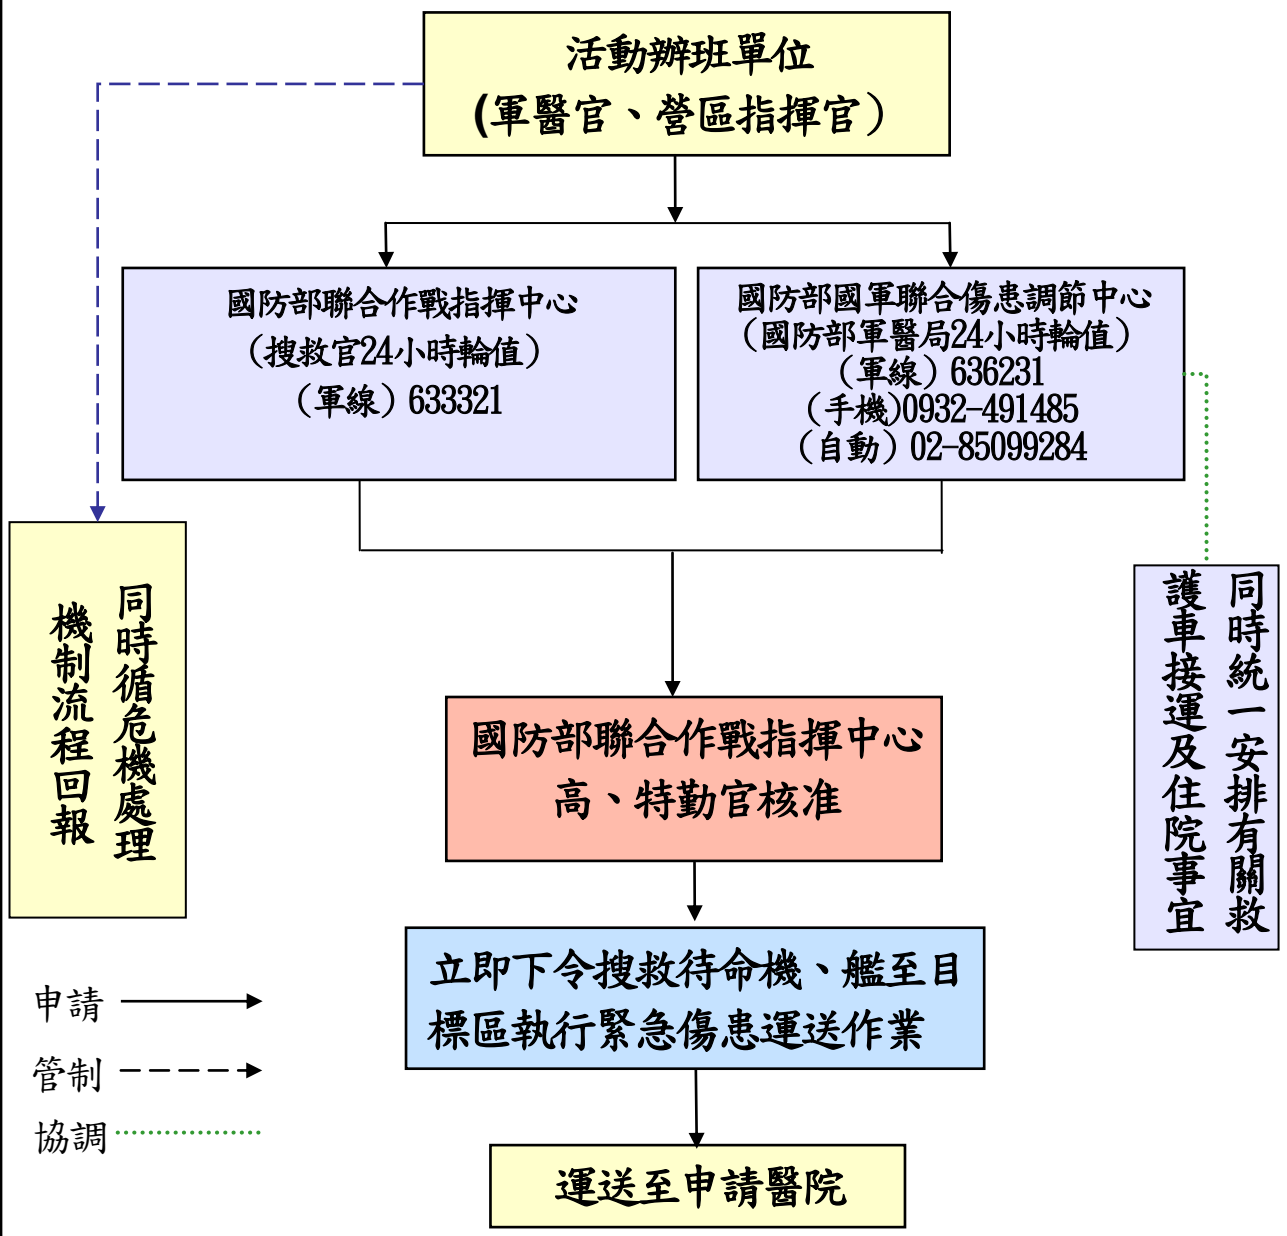 活動辦班單位
(軍醫官、營區指揮官）
國防部聯合作戰指揮中心
（搜救官24小時輪值）
（軍線）633321
國防部國軍聯合傷患調節中心
（國防部軍醫局24小時輪值）
（軍線）636231
（手機)0932-491485
（自動）02-85099284
同時循危機處理
機制流程回報
同時統一安排有關救
護車接運及住院事宜
國防部聯合作戰指揮中心
高、特勤官核准
立即下令搜救待命機、艦至目
標區執行緊急傷患運送作業
運送至申請醫院
申請
管制
協調